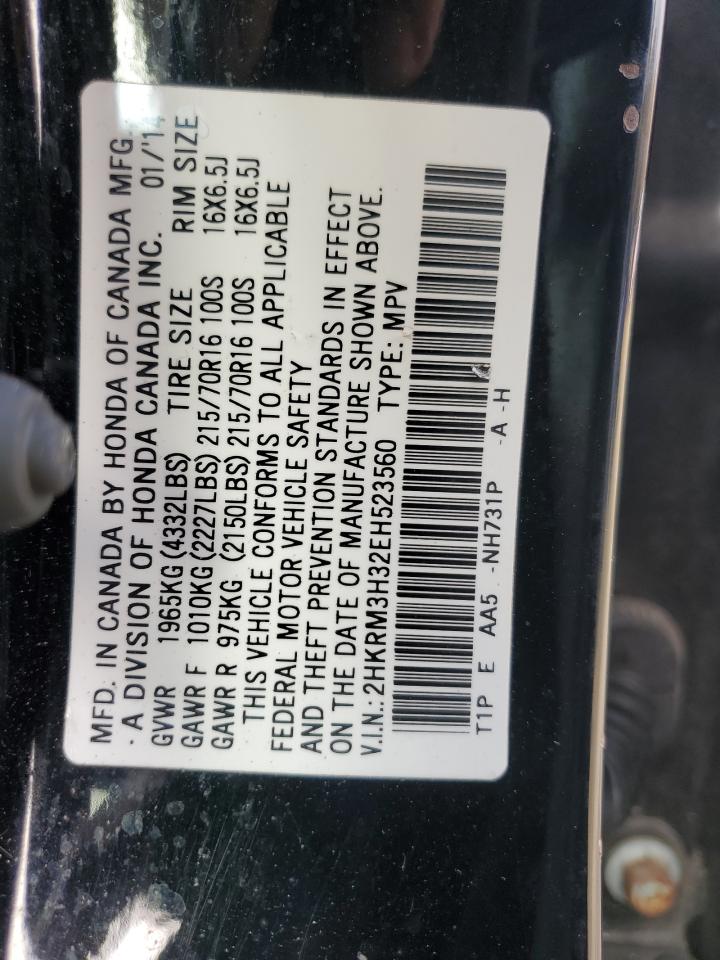 MFD. IN CANADA BY HONDA OF CANADA MFG.
· A DIVISION OF HONDA CANADA INC. 01/'14
GVWR 1965KG (4332LBS) TIRE SIZE RIM SIZE
GAWR F 1010KG (2227LBS) 215/70R16 100S 16X6.5J
GAWR R 975KG (2150LBS) 215/70R16 100S 16X6.5J
THIS VEHICLE CONFORMS TO ALL APPLICABLE
FEDERAL MOTOR VEHICLE SAFETY
AND THEFT PREVENTION STANDARDS IN EFFECT
ON THE DATE OF MANUFACTURE SHOWN ABOVE.
V.I.N.: 2HKRM3H32EH523560 TYPE: MPV
T1P E AA5 -NH731P -A -H